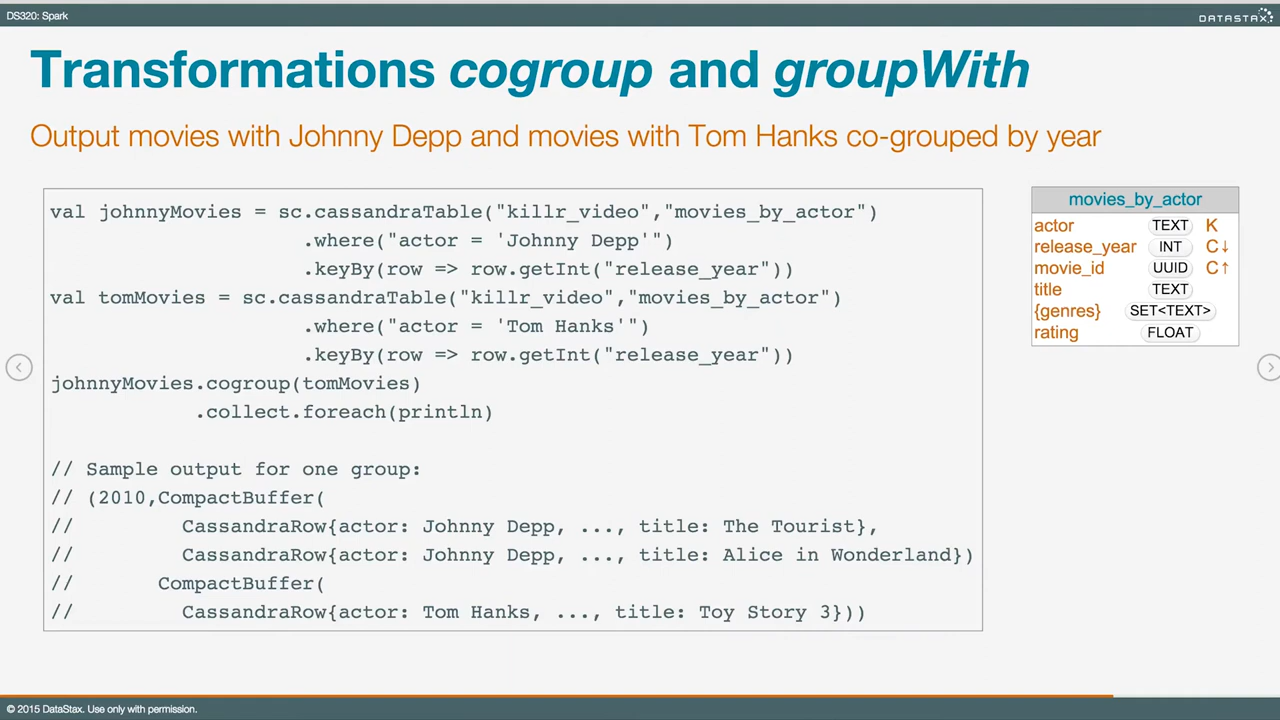 DS320: Spark
DATASTAX
Transformations cogroup and groupWith
Output movies with Johnny Depp and movies with Tom Hanks co-grouped by year
val johnnyMovies = sc.cassandraTable("killr_video","movies_by_actor")
.where("actor = 'Johnny Depp'")
.keyBy(row => row.getInt("release_year"))
val tomMovies = sc.cassandraTable("killr_video","movies_by_actor")
.where("actor = 'Tom Hanks'")
.keyBy(row => row.getInt("release_year"))
johnnyMovies.cogroup(tomMovies)
.collect.foreach(println)
// Sample output for one group:
// (2010,CompactBuffer(
// CassandraRow{actor: Johnny Depp, ..., title: The Tourist},
// CassandraRow{actor: Johnny Depp, ..., title: Alice in Wonderland})
// CompactBuffer(
// CassandraRow{actor: Tom Hanks, ..., title: Toy Story 3}))
movies_by_actor
actor TEXT K
release_year INT C↓
movie_id UUID C↑
title TEXT
{genres} SET<TEXT>
rating FLOAT
© 2015 DataStax. Use only with permission.